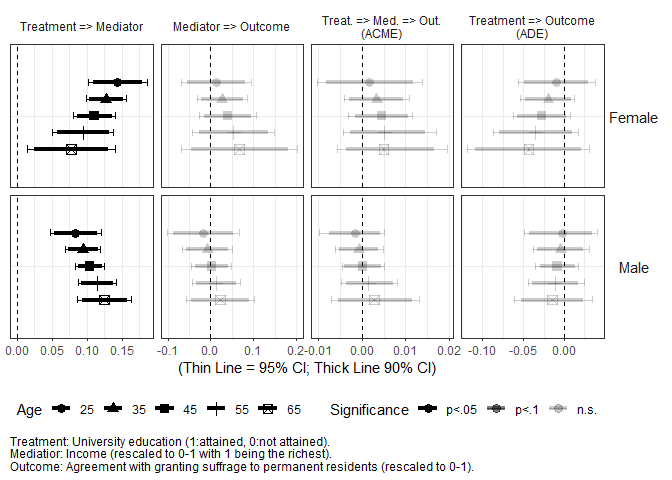 Treatment => Mediator
Mediator => Outcome
Treat. => Med. => Out.
(ACME)
Treatment => Outcome
(ADE)
Female
Male
0.00 0.05 0.10 0.15
-0.1 0.0 0.1 0.2
-0.01 0.00 0.01 0.02
-0.10 -0.05 0.00
(Thin Line = 95% CI; Thick Line 90% CI)
Age 25 35 45 55 65 Significance p<.05 p<.1 n.s.
Treatment: University education (1:attained, 0:not attained).
Mediatior: Income (rescaled to 0-1 with 1 being the richest).
Outcome: Agreement with granting suffrage to permanent residents (rescaled to 0-1).